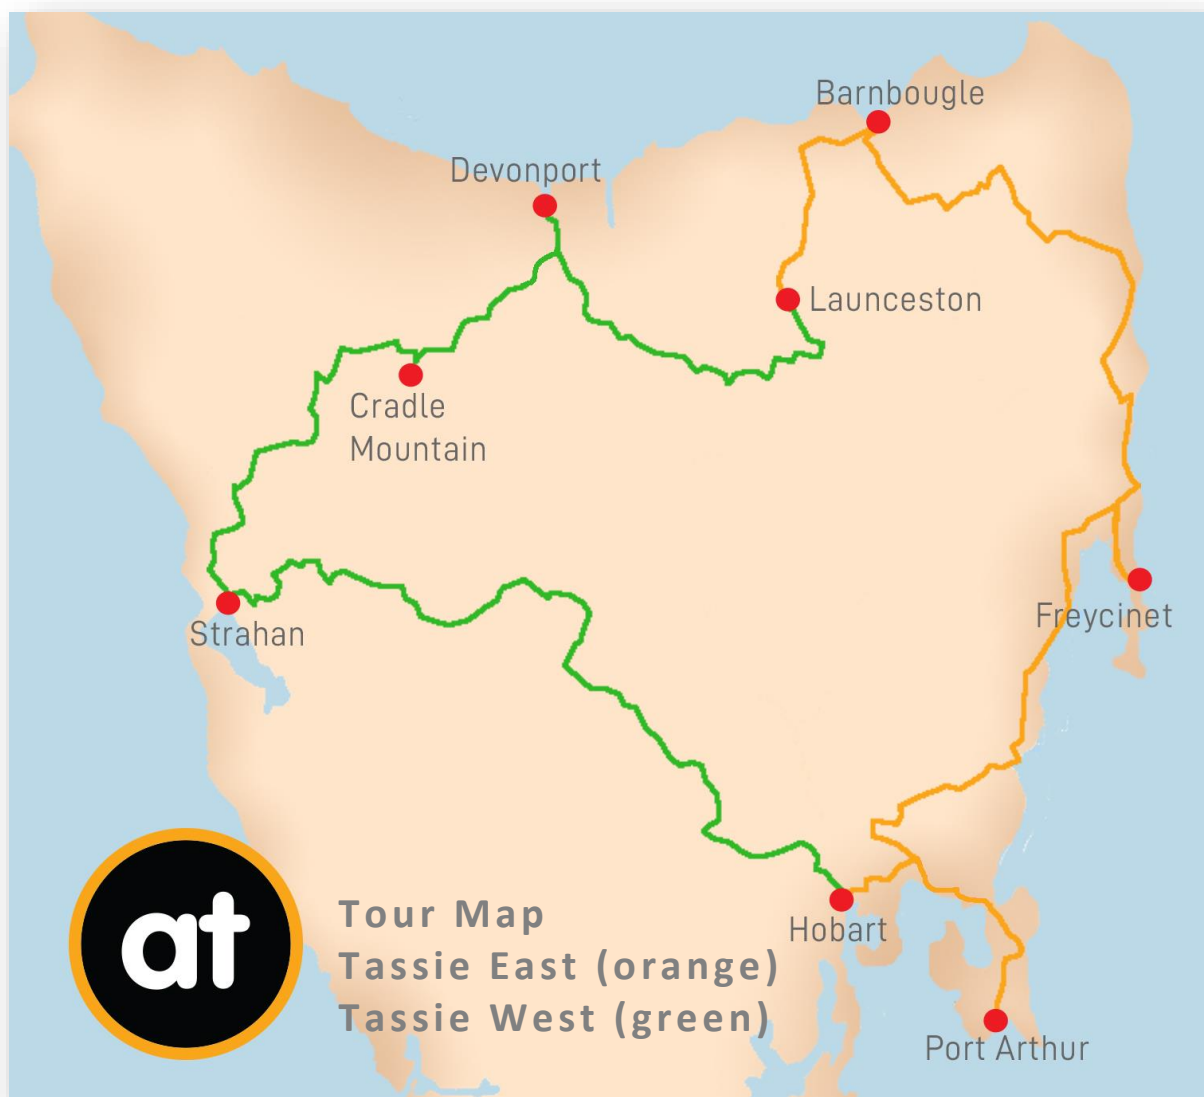 Barnbougle
Devonport
Launceston
Cradle
Mountain
Freycinet
Strahan
at
Tour Map
Tassie East (orange)
Tassie West (green)
Hobart
Port Arthur